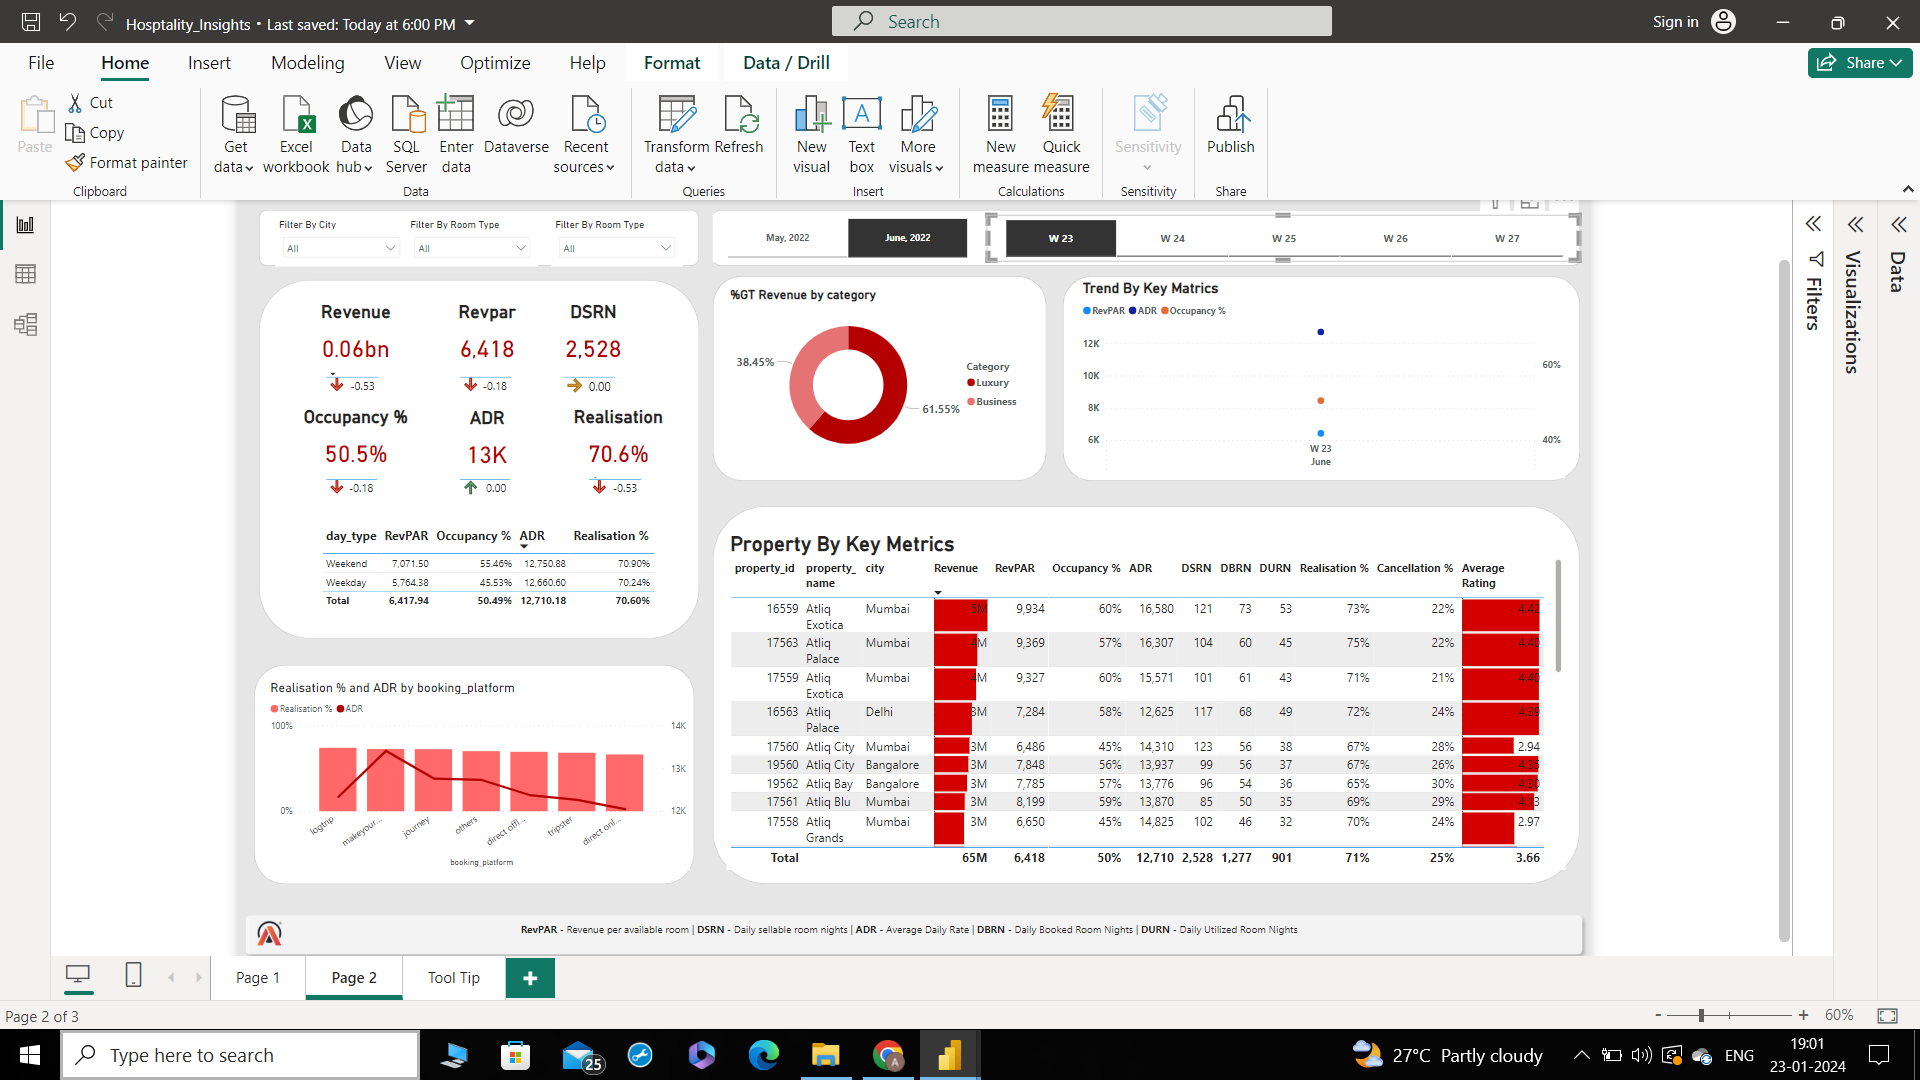 Hosptality_Insights • Last saved: Today at 6:00 PM
Search
Sign in
File Home Insert Modeling View Optimize Help Format Data / Drill
Share
Paste
Cut
Copy
Format painter
Clipboard
Get data
Excel workbook
Data hub
SQL Server
Enter data
Dataverse
Recent sources
Data
Transform data
Refresh
Queries
New visual
Text box
More visuals
Insert
New measure
Quick measure
Calculations
Sensitivity
Sensitivity
Publish
Share
Filter By City
All
Filter By Room Type
All
Filter By Room Type
All
May, 2022
June, 2022
W 23 W 24 W 25 W 26 W 27
Filters
Visualizations
Data
Revenue Revpar DSRN
0.06bn 6,418 2,528
-0.53 -0.18 0.00
Occupancy % ADR Realisation
50.5% 13K 70.6%
-0.18 0.00 -0.53
day_type RevPAR Occupancy % ADR Realisation %
Weekend 7,071.50 55.46% 12,750.88 70.90%
Weekday 5,764.38 45.53% 12,660.60 70.24%
Total 6,417.94 50.49% 12,710.18 70.60%
%GT Revenue by category
38.45%
61.55%
Category
Luxury
Business
Trend By Key Matrics
RevPAR ADR Occupancy %
12K
10K
8K
6K
60%
40%
W 23
June
Realisation % and ADR by booking_platform
Realisation % ADR
100%
0%
14K
13K
12K
logtrip makeyour... journey others direct offl... tripster direct onl...
booking_platform
Property By Key Metrics
property_id property_name city Revenue RevPAR Occupancy % ADR DSRN DBRN DURN Realisation % Cancellation % Average Rating
16559 Atliq Exotica Mumbai 5M 9,934 60% 16,580 121 73 53 73% 22% 4.42
17563 Atliq Palace Mumbai 4M 9,369 57% 16,307 104 60 45 75% 22% 4.40
17559 Atliq Exotica Mumbai 4M 9,327 60% 15,571 101 61 43 71% 21% 4.40
16563 Atliq Palace Delhi 3M 7,284 58% 12,625 117 68 49 72% 24% 4.39
17560 Atliq City Mumbai 3M 6,486 45% 14,310 123 56 38 67% 28% 2.94
19560 Atliq City Bangalore 3M 7,848 56% 13,937 99 56 37 67% 26% 4.35
19562 Atliq Bay Bangalore 3M 7,785 57% 13,776 96 54 36 65% 30% 4.30
17561 Atliq Blu Mumbai 3M 8,199 59% 13,870 85 50 35 69% 29% 4.13
17558 Atliq Grands Mumbai 3M 6,650 45% 14,825 102 46 32 70% 24% 2.97
Total 65M 6,418 50% 12,710 2,528 1,277 901 71% 25% 3.66
RevPAR - Revenue per available room | DSRN - Daily sellable room nights | ADR - Average Daily Rate | DBRN - Daily Booked Room Nights | DURN - Daily Utilized Room Nights
Page 1 Page 2 Tool Tip +
Page 2 of 3
- + 60%
Type here to search
25
27°C Partly cloudy
ENG
19:01
23-01-2024